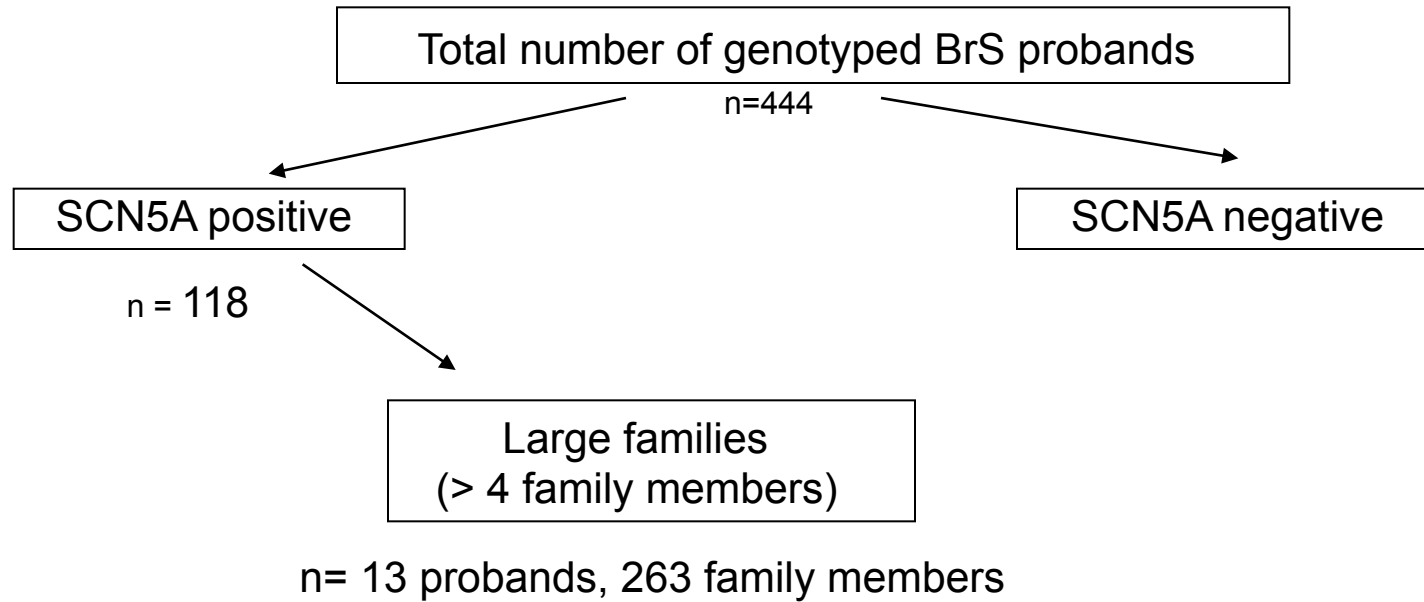 Total number of genotyped BrS probands
n=444
SCN5A positive
SCN5A negative
n = 118
Large families
(> 4 family members)
n= 13 probands, 263 family members